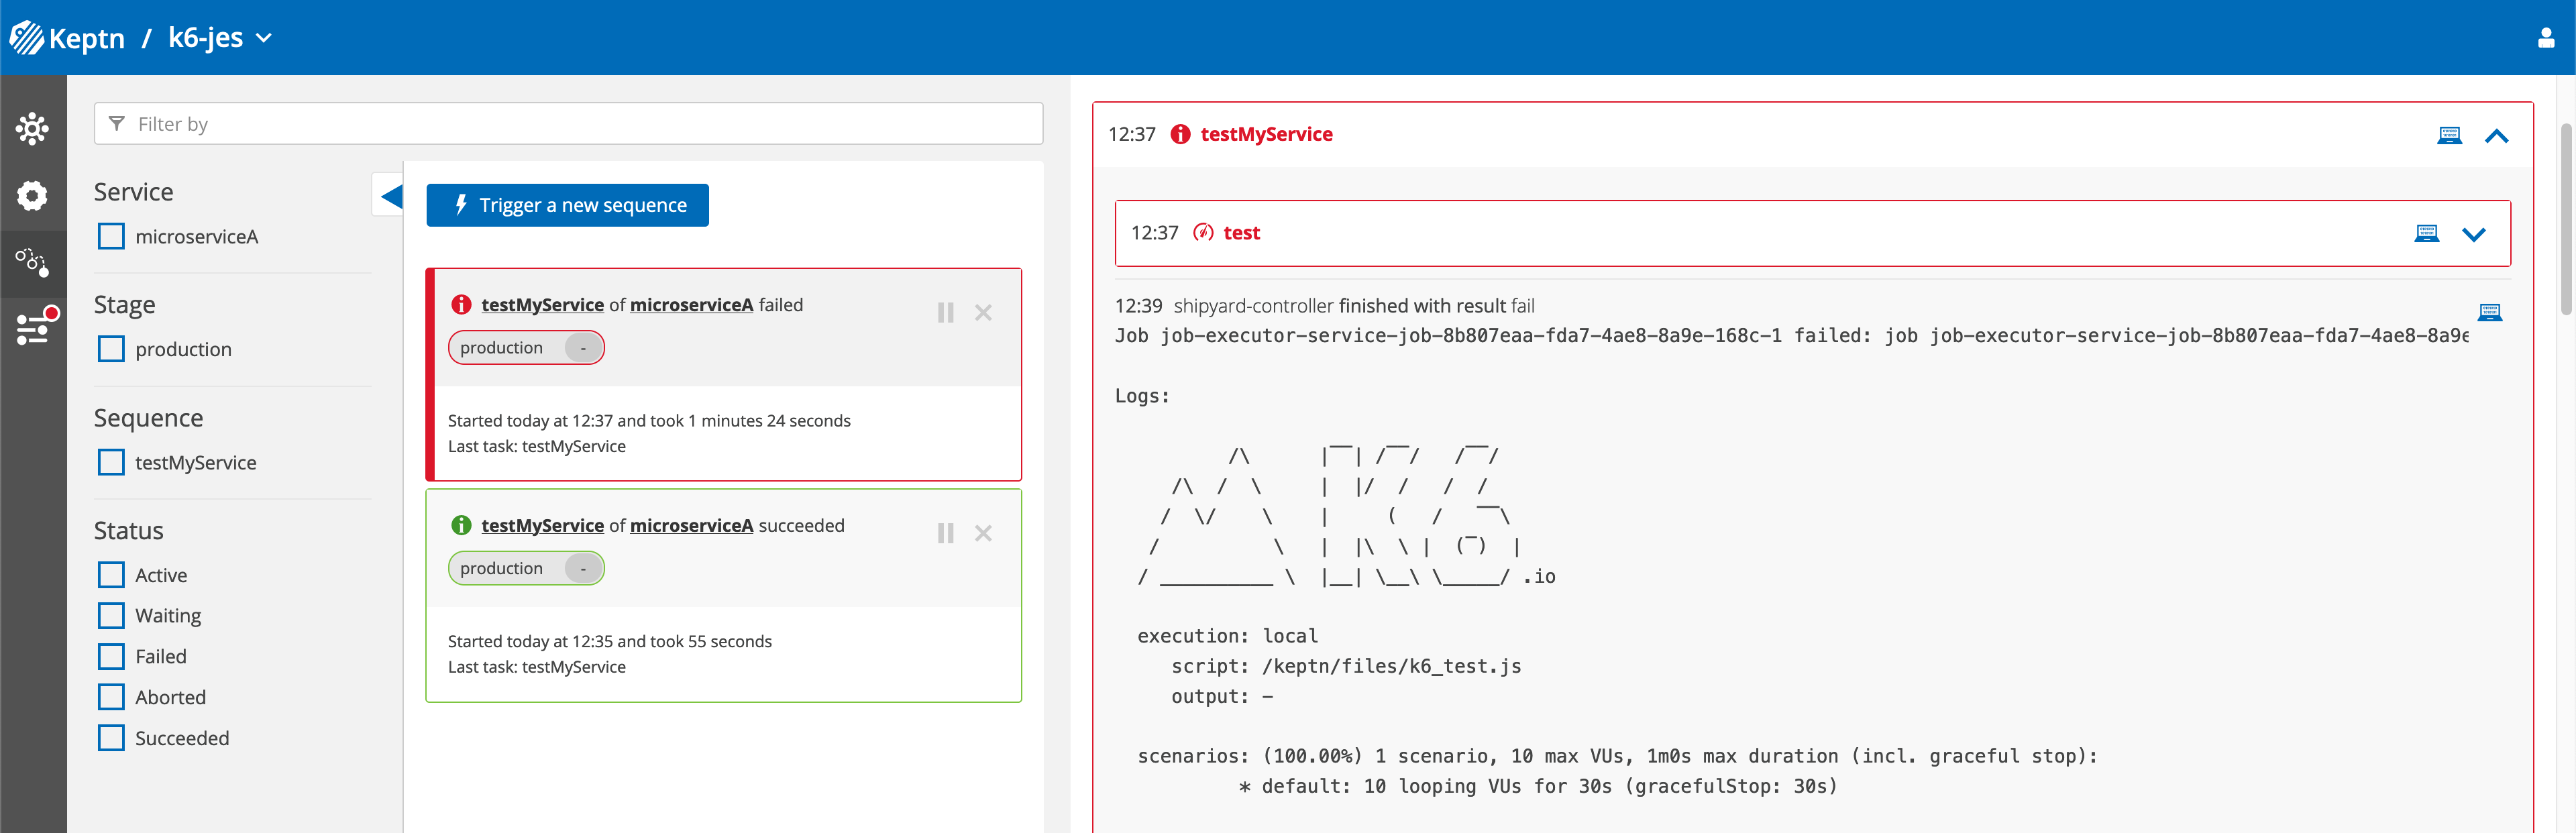 Keptn / k6-jes
Filter by
Service
microserviceA
Stage
production
Sequence
testMyService
Status
Active
Waiting
Failed
Aborted
Succeeded
Trigger a new sequence
testMyService of microserviceA failed
production -
Started today at 12:37 and took 1 minutes 24 seconds
Last task: testMyService
testMyService of microserviceA succeeded
production -
Started today at 12:35 and took 55 seconds
Last task: testMyService
12:37 testMyService
12:37 test
12:39 shipyard-controller finished with result fail
Job job-executor-service-job-8b807eaa-fda7-4ae8-8a9e-168c-1 failed: job job-executor-service-job-8b807eaa-fda7-4ae8-8a9e
Logs:
K6
.io
execution: local
script: /keptn/files/k6_test.js
output: -
scenarios: (100.00%) 1 scenario, 10 max VUs, 1m0s max duration (incl. graceful stop):
* default: 10 looping VUs for 30s (gracefulStop: 30s)